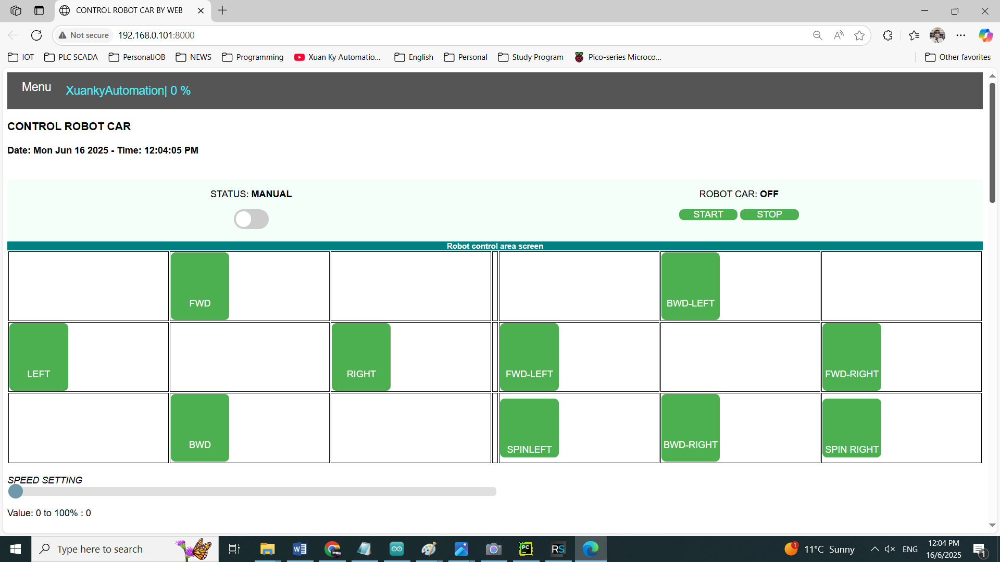 CONTROL ROBOT CAR BY WEB
Not secure 192.168.0.101:8000
IOT PLC SCADA PersonalJOB NEWS Programming Xuan Ky Automatio... English Personal Study Program Pico-series Microco... Other favorites
Menu XuankyAutomation| 0 %
CONTROL ROBOT CAR
Date: Mon Jun 16 2025 - Time: 12:04:05 PM
STATUS: MANUAL ROBOT CAR: OFF
START STOP
Robot control area screen
FWD BWD-LEFT
LEFT RIGHT FWD-LEFT FWD-RIGHT
BWD SPINLEFT BWD-RIGHT SPIN RIGHT
SPEED SETTING
Value: 0 to 100% : 0
Type here to search 11°C Sunny ENG 12:04 PM
16/6/2025